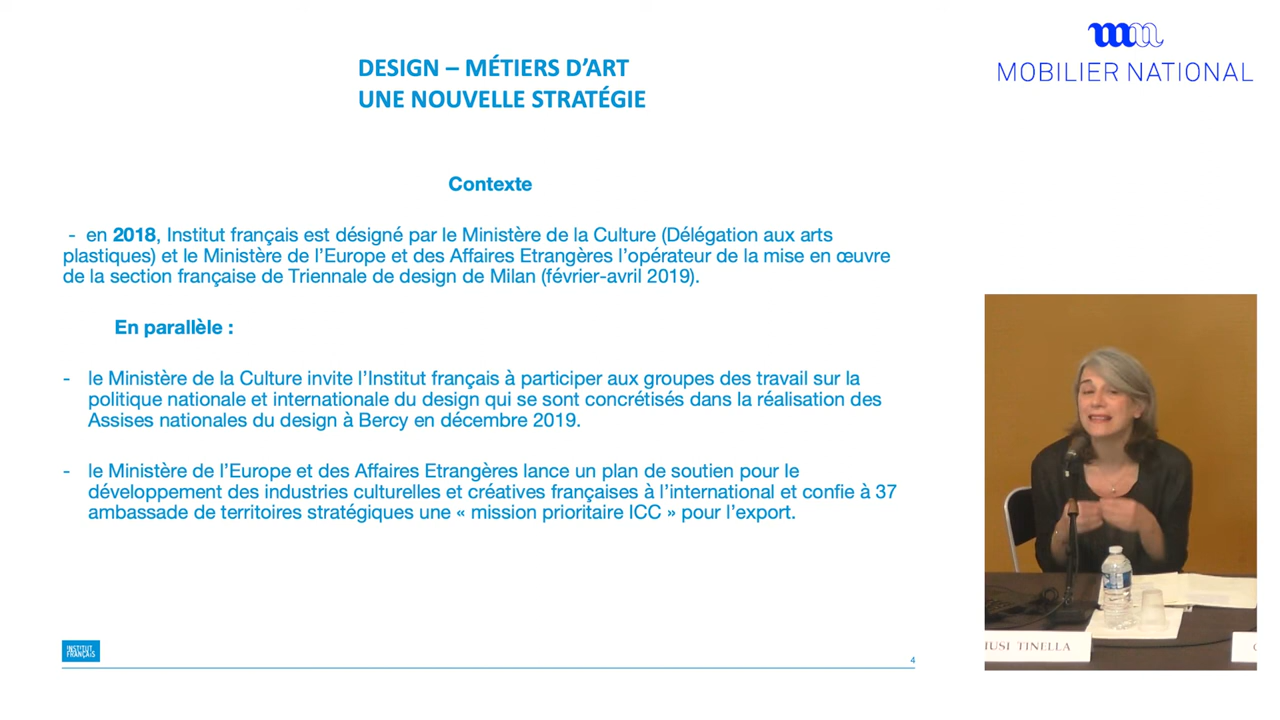 DESIGN – MÉTIERS D’ART
UNE NOUVELLE STRATÉGIE
MOBILIER NATIONAL
Contexte
- en 2018, Institut français est désigné par le Ministère de la Culture (Délégation aux arts
plastiques) et le Ministère de l’Europe et des Affaires Etrangères l’opérateur de la mise en œuvre
de la section française de Triennale de design de Milan (février-avril 2019).
En parallèle :
- le Ministère de la Culture invite l’Institut français à participer aux groupes des travail sur la
politique nationale et internationale du design qui se sont concrétisés dans la réalisation des
Assises nationales du design à Bercy en décembre 2019.
- le Ministère de l’Europe et des Affaires Etrangères lance un plan de soutien pour le
développement des industries culturelles et créatives françaises à l’international et confie à 37
ambassade de territoires stratégiques une « mission prioritaire ICC » pour l’export.
INSTITUT
FRANÇAIS
4
IUSI TINELLA